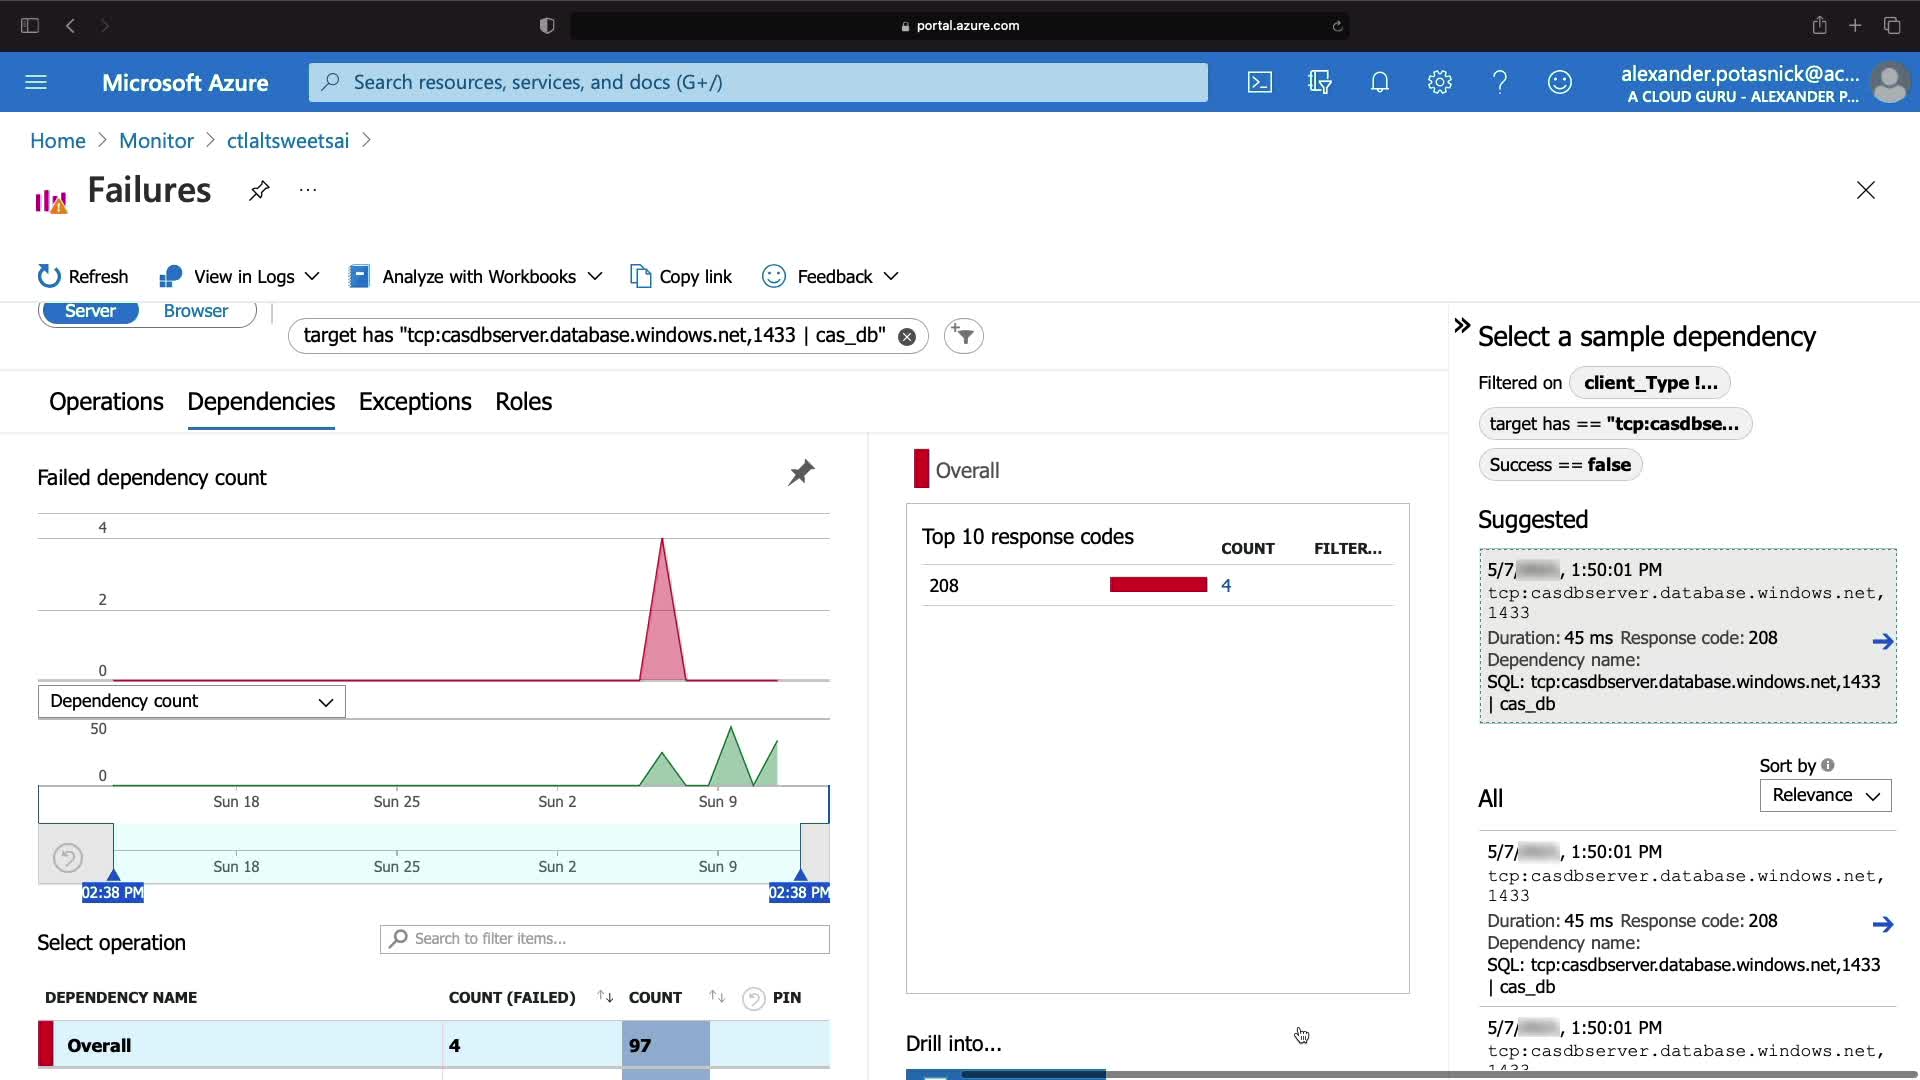 portal.azure.com
Microsoft Azure
Search resources, services, and docs (G+/)
alexander.potasnick@ac...
A CLOUD GURU - ALEXANDER P...
Home > Monitor > ctlaltsweetsai >
Failures
...
Refresh
View in Logs
Analyze with Workbooks
Copy link
Feedback
Server
Browser
target has "tcp:casdbserver.database.windows.net,1433 | cas_db"
Operations
Dependencies
Exceptions
Roles
Failed dependency count
4
2
0
Dependency count
50
0
Sun 18
Sun 25
Sun 2
Sun 9
Sun 18
Sun 25
Sun 2
Sun 9
02:38 PM
02:38 PM
Select operation
Search to filter items...
DEPENDENCY NAME
COUNT (FAILED)
COUNT
PIN
Overall
4
97
Overall
Top 10 response codes
COUNT
FILTER...
208
4
Drill into...
Select a sample dependency
Filtered on client_Type !...
target has == "tcp:casdbse...
Success == false
Suggested
5/7/ , 1:50:01 PM
tcp:casdbserver.database.windows.net,
1433
Duration: 45 ms Response code: 208
Dependency name:
SQL: tcp:casdbserver.database.windows.net,1433
| cas_db
Sort by
All
Relevance
5/7/ , 1:50:01 PM
tcp:casdbserver.database.windows.net,
1433
Duration: 45 ms Response code: 208
Dependency name:
SQL: tcp:casdbserver.database.windows.net,1433
| cas_db
5/7/ , 1:50:01 PM
tcp:casdbserver.database.windows.net,
1433